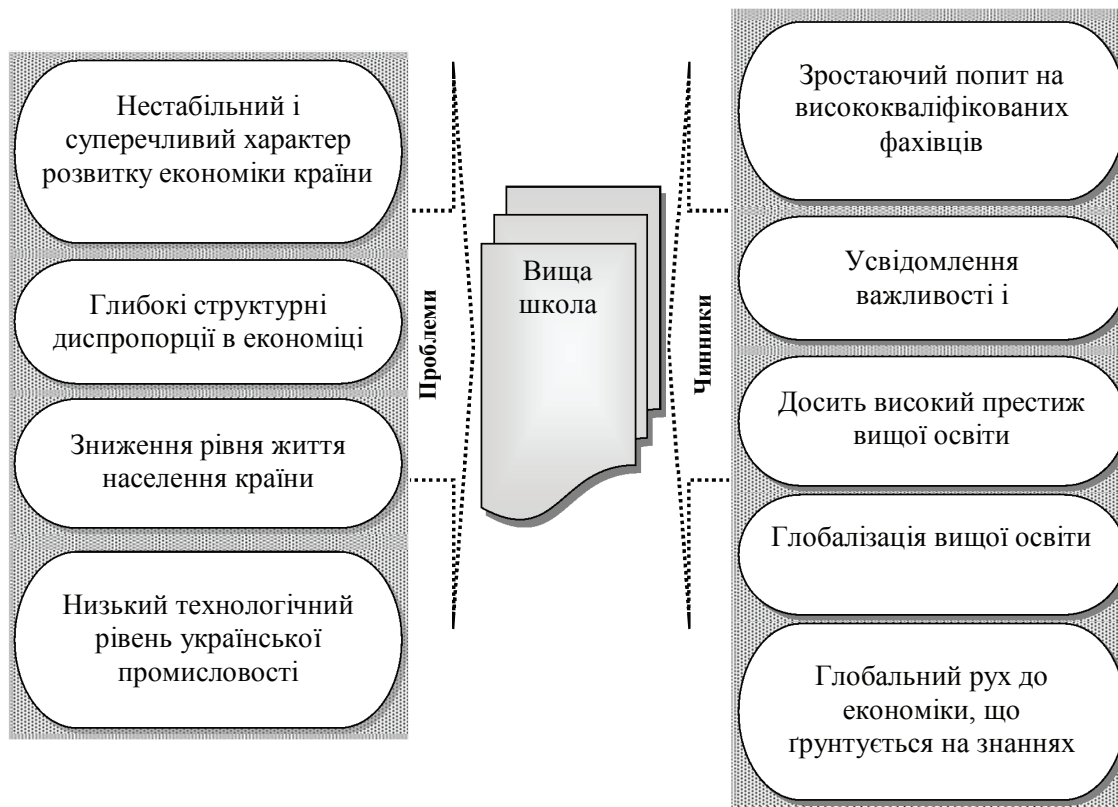 Нестабільний і
суперечливий характер
розвитку економіки країни
Глибокі структурні
диспропорції в економіці
Зниження рівня життя
населення країни
Низький технологічний
рівень української
промисловості
Проблеми
Вища
школа
Чинники
Зростаючий попит на
висококваліфікованих
фахівців
Усвідомлення
важливості і
Досить високий престиж
вищої освіти
Глобалізація вищої освіти
Глобальний рух до
економіки, що
ґрунтується на знаннях